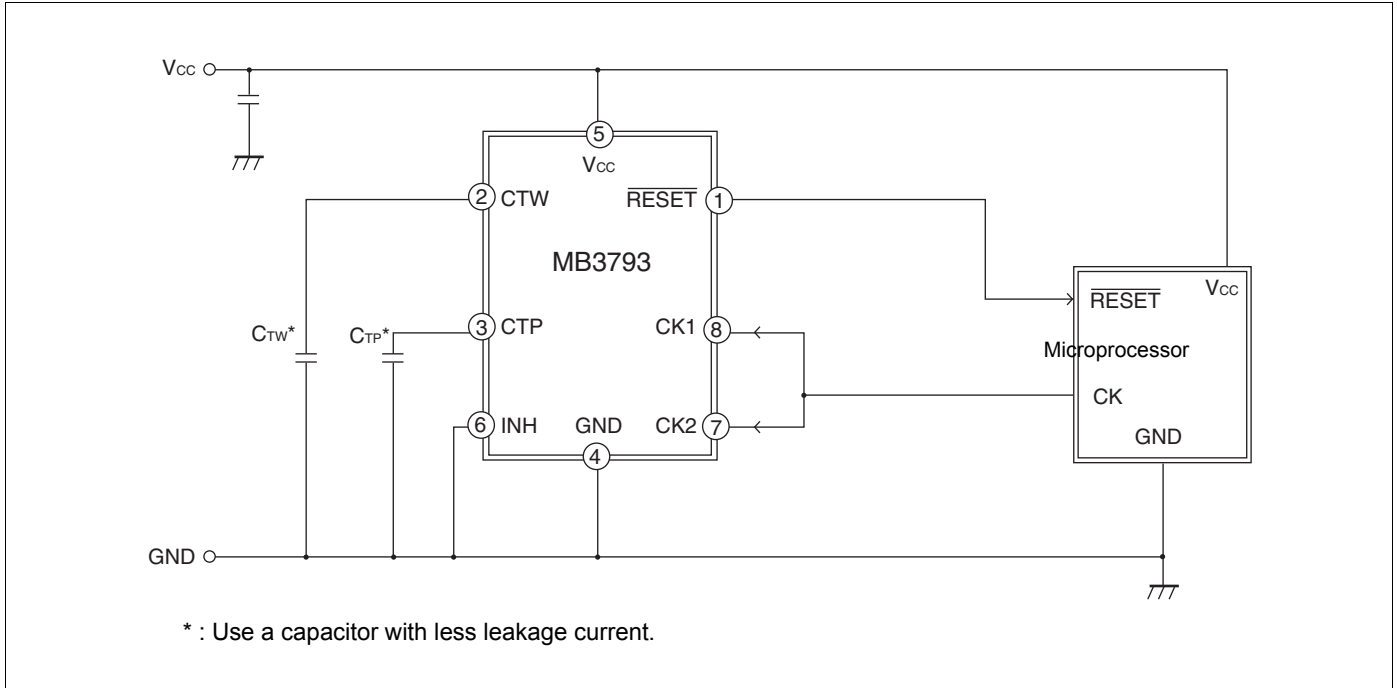 Vcc
5
Vcc
2 CTW
RESET 1
MB3793
Vcc
RESET
CTW*
CTP*
3 CTP
CK1 8
Microprocessor
CK
6 INH
GND
CK2 7
GND
4
GND
* : Use a capacitor with less leakage current.